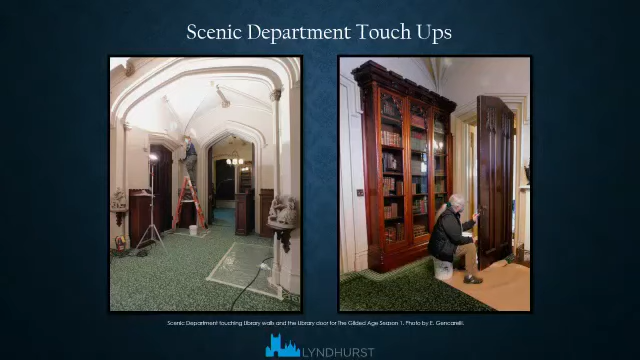 Scenic Department Touch Ups
Scenic Department touching Library walls and the Library door for The Gilded Age Season 1. Photo by E. Gencarelli.
LYNDHURST